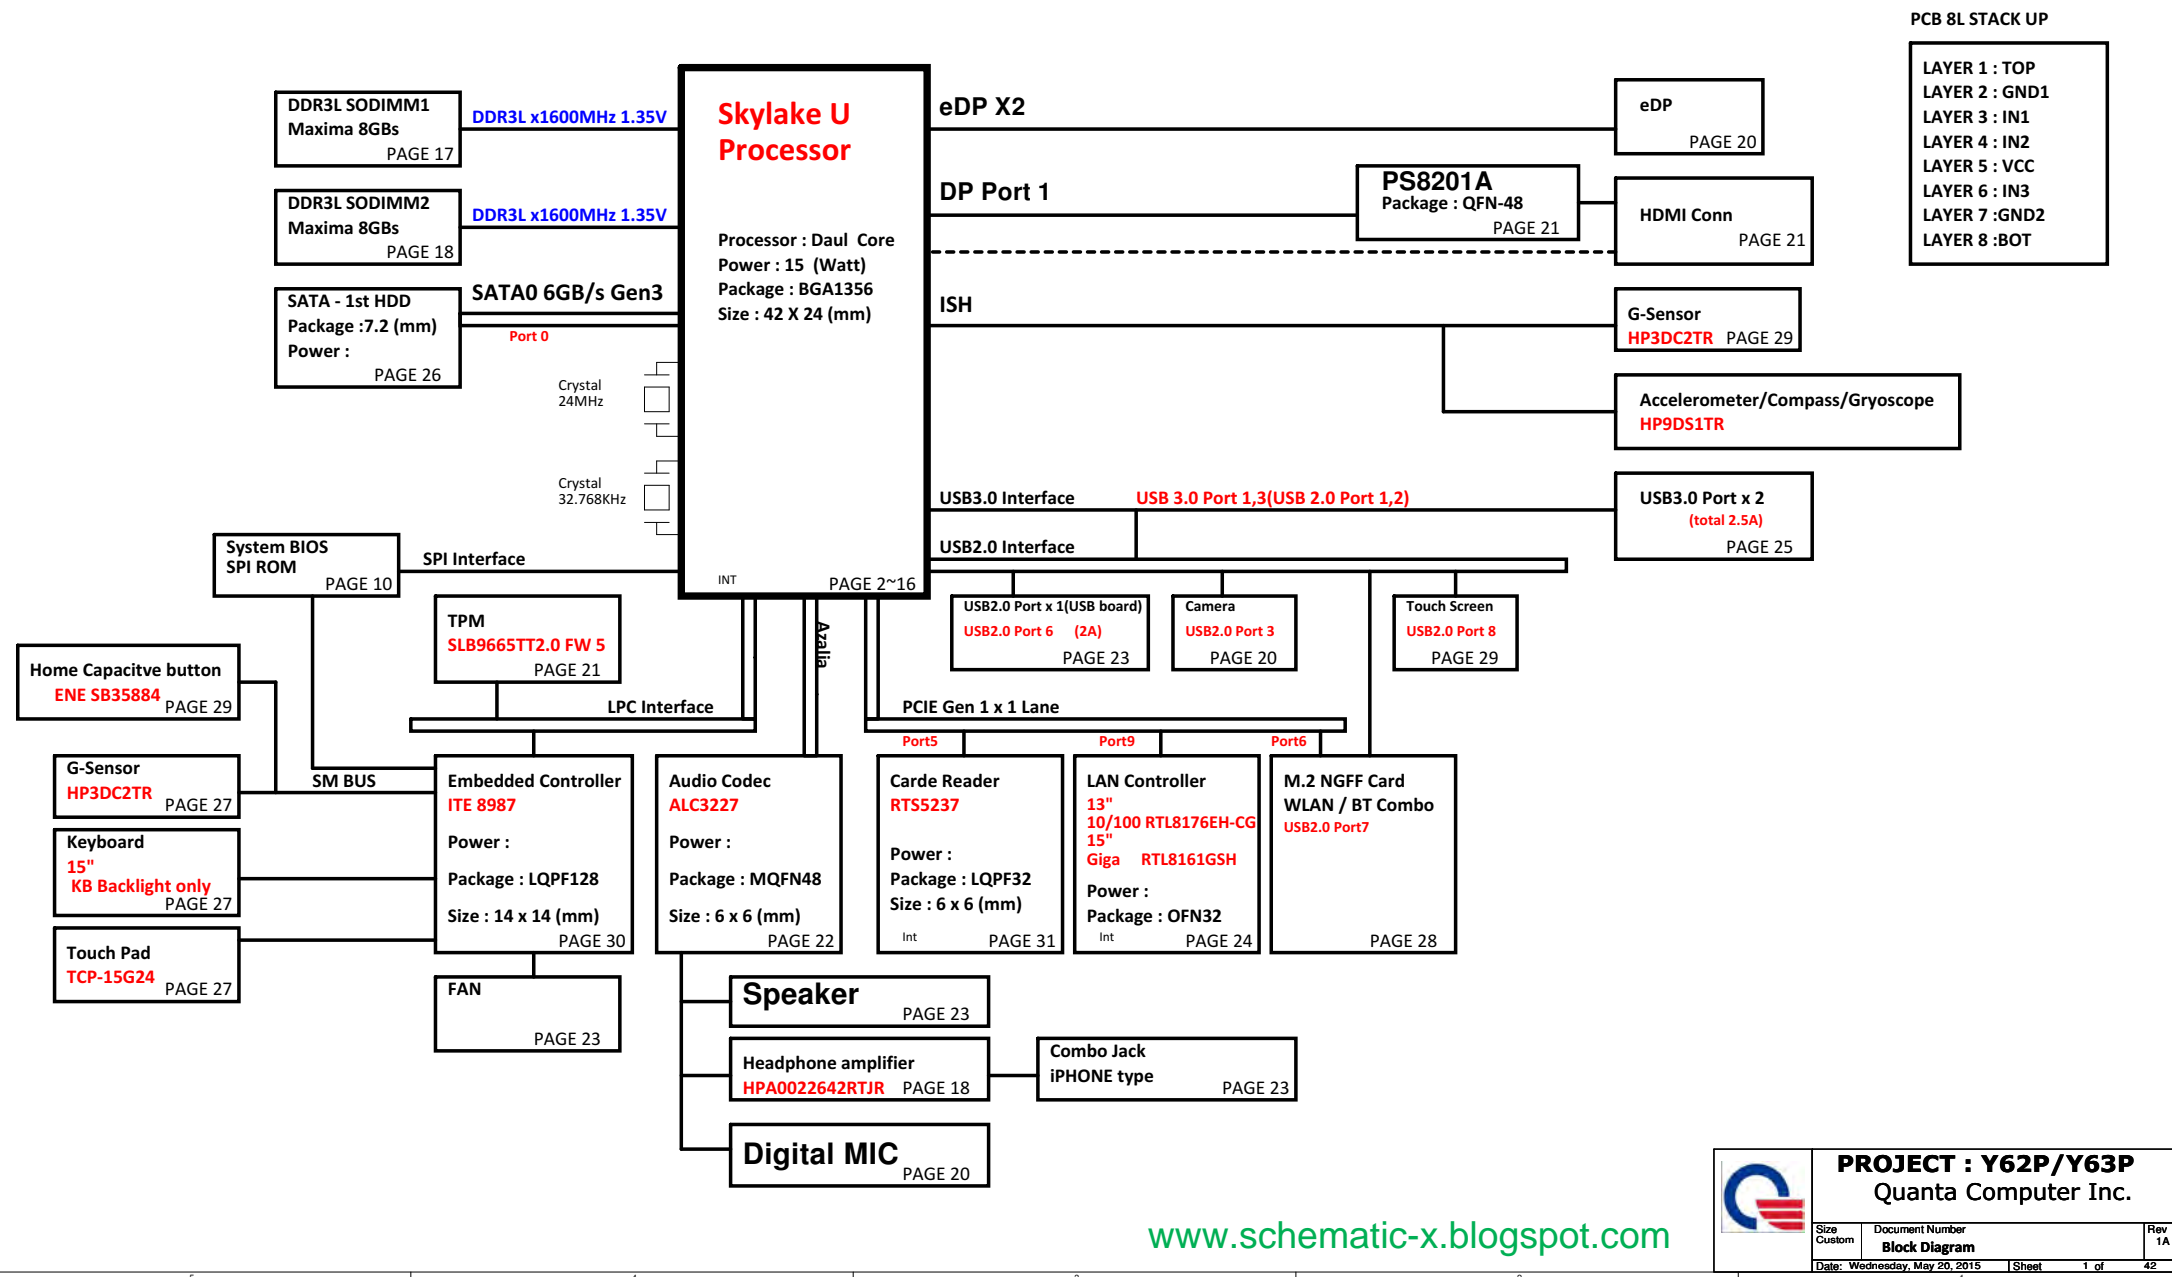 PCB 8L STACK UP
LAYER 1 : TOP
LAYER 2 : GND1
LAYER 3 : IN1
LAYER 4 : IN2
LAYER 5 : VCC
LAYER 6 : IN3
LAYER 7 :GND2
LAYER 8 :BOT
DDR3L SODIMM1
Maxima 8GBs
PAGE 17
DDR3L x1600MHz 1.35V
DDR3L SODIMM2
Maxima 8GBs
PAGE 18
DDR3L x1600MHz 1.35V
SATA - 1st HDD
Package :7.2 (mm)
Power :
PAGE 26
SATA0 6GB/s Gen3
Port 0
Crystal
24MHz
Crystal
32.768KHz
Skylake U
Processor
Processor : Daul Core
Power : 15 (Watt)
Package : BGA1356
Size : 42 X 24 (mm)
INT
PAGE 2~16
eDP X2
eDP
PAGE 20
DP Port 1
PS8201A
Package : QFN-48
PAGE 21
HDMI Conn
PAGE 21
ISH
G-Sensor
HP3DC2TR PAGE 29
Accelerometer/Compass/Gryoscope
HP9DS1TR
USB3.0 Interface
USB 3.0 Port 1,3(USB 2.0 Port 1,2)
USB3.0 Port x 2
(total 2.5A)
PAGE 25
USB2.0 Interface
USB2.0 Port x 1(USB board)
USB2.0 Port 6 (2A)
PAGE 23
Camera
USB2.0 Port 3
PAGE 20
Touch Screen
USB2.0 Port 8
PAGE 29
System BIOS
SPI ROM
PAGE 10
SPI Interface
TPM
SLB9665TT2.0 FW 5
PAGE 21
Azalia
Home Capacitve button
ENE SB35884
PAGE 29
LPC Interface
PCIE Gen 1 x 1 Lane
Port5
Port9
Port6
G-Sensor
HP3DC2TR
PAGE 27
SM BUS
Keyboard
15"
KB Backlight only
PAGE 27
Touch Pad
TCP-15G24
PAGE 27
Embedded Controller
ITE 8987
Power :
Package : LQPF128
Size : 14 x 14 (mm)
PAGE 30
Audio Codec
ALC3227
Power :
Package : MQFN48
Size : 6 x 6 (mm)
PAGE 22
Carde Reader
RTS5237
Power :
Package : LQPF32
Size : 6 x 6 (mm)
Int
PAGE 31
LAN Controller
13"
10/100 RTL8176EH-CG
15"
Giga RTL8161GSH
Power :
Package : OFN32
Int
PAGE 24
M.2 NGFF Card
WLAN / BT Combo
USB2.0 Port7
PAGE 28
FAN
PAGE 23
Speaker
PAGE 23
Headphone amplifier
HPA0022642RTJR PAGE 18
Combo Jack
iPHONE type
PAGE 23
Digital MIC
PAGE 20
www.schematic-x.blogspot.com
PROJECT : Y62P/Y63P
Quanta Computer Inc.
Size
Custom
Document Number
Block Diagram
Rev
1A
Date: Wednesday, May 20, 2015
Sheet 1 of 42